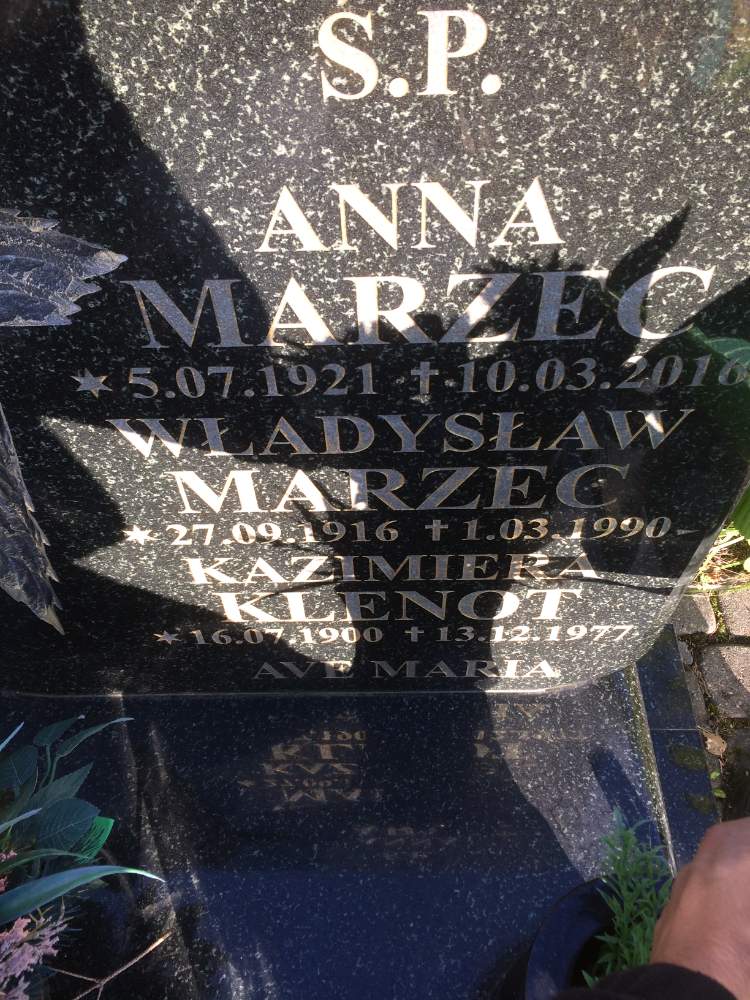 Ś.P.
ANNA
MARZEC
★ 5.07.1921 ✝ 10.03.2016
WŁADYSŁAW
MARZEC
★ 27.09.1916 ✝ 1.03.1990
KAZIMIERA
KLENOT
★ 16.07.1900 ✝ 13.12.1977
AVE MARIA